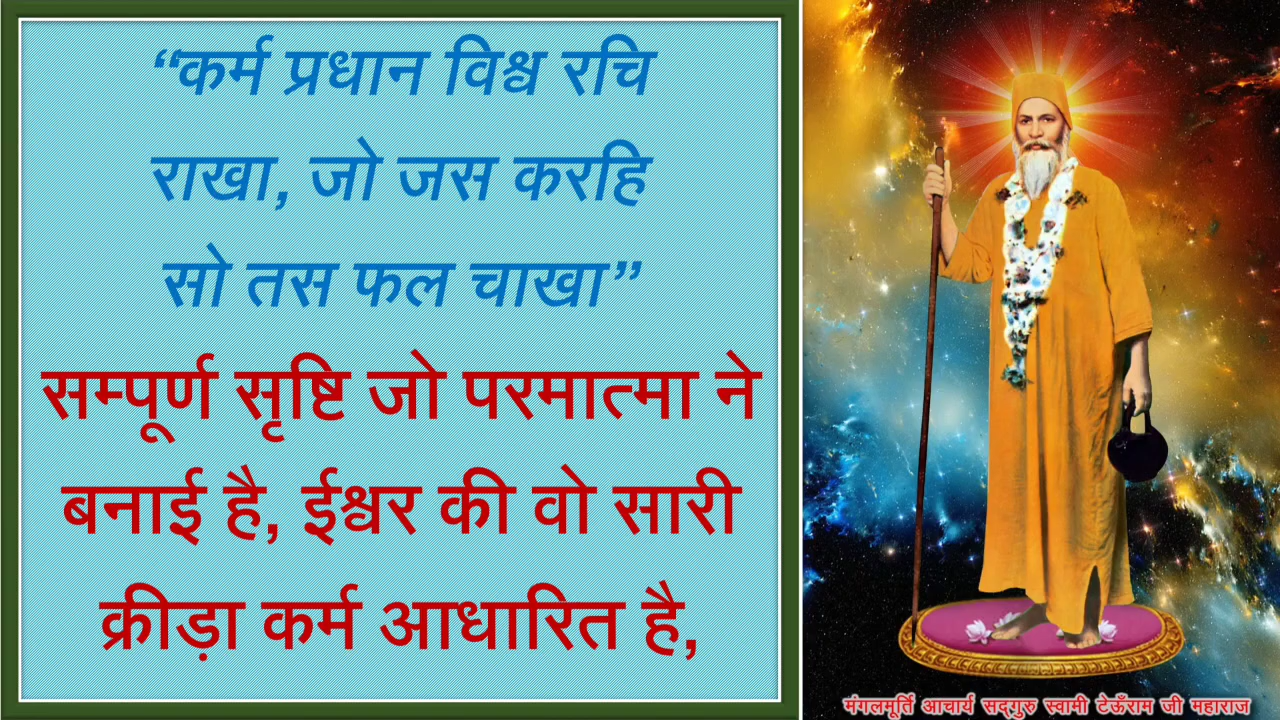 “कर्म प्रधान विश्व रचि
राखा, जो जस करहि
सो तस फल चाखा”
सम्पूर्ण सृष्टि जो परमात्मा ने
बनाई है, ईश्वर की वो सारी
क्रीड़ा कर्म आधारित है,
मंगलमूर्ति आचार्य सद्गुरु स्वामी टेऊँराम जी महाराज